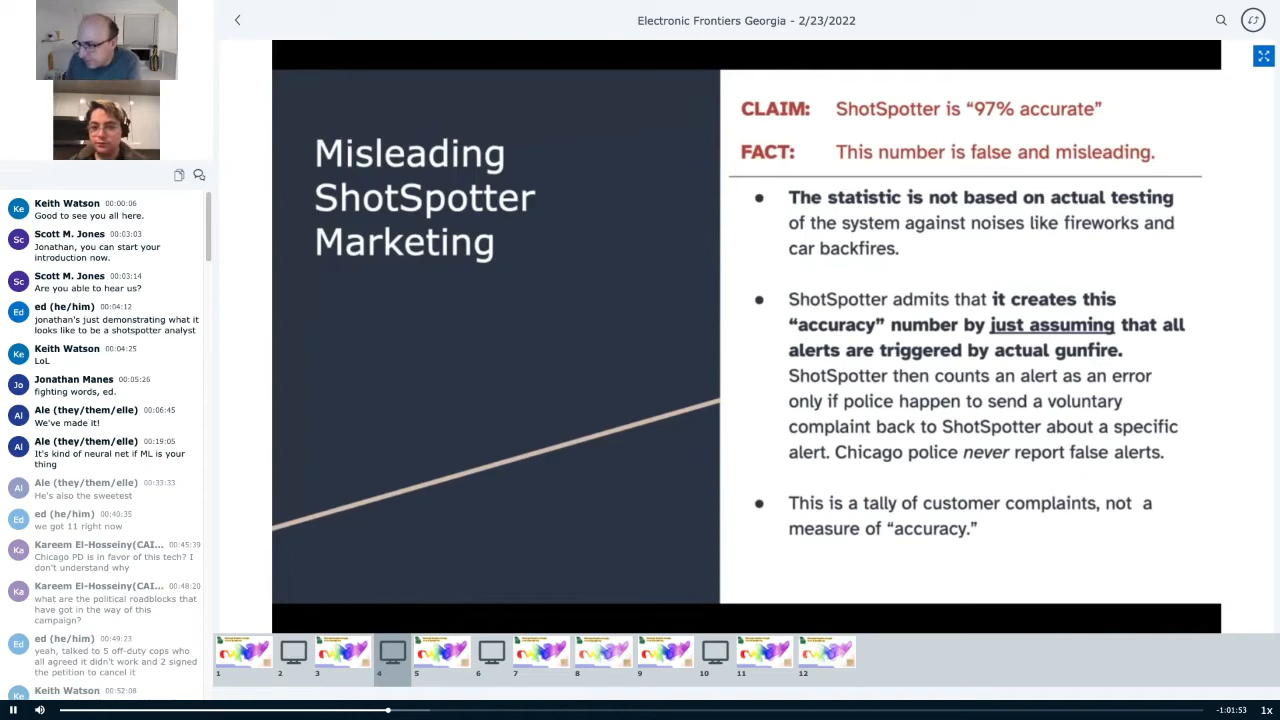 Electronic Frontiers Georgia - 2/23/2022
Ke
Keith Watson 00:00:06
Good to see you all here.
Sc
Scott M. Jones 00:03:03
Jonathan, you can start your
introduction now.
Sc
Scott M. Jones 00:03:14
Are you able to hear us?
Ed
ed (he/him) 00:04:12
jonathan's just demonstrating what it
looks like to be a shotspotter analyst
Ke
Keith Watson 00:04:25
LoL
Jo
Jonathan Manes 00:05:26
fighting words, ed.
Al
Ale (they/them/elle) 00:06:45
We've made it!
Al
Ale (they/them/elle) 00:19:05
It's kind of neural net if ML is your
thing
Al
Ale (they/them/elle) 00:33:33
He's also the sweetest
Ed
ed (he/him) 00:40:35
we got 11 right now
Ka
Kareem El-Hosseiny(CAI... 00:45:39
Chicago PD is in favor of this tech? I
don't understand why
Ka
Kareem El-Hosseiny(CAI... 00:48:20
what are the political roadblocks that
have got in the way of this
campaign?
Ed
ed (he/him) 00:49:23
yeah, talked to 5 off-duty cops who
all agreed it didn't work and 2 signed
the petition to cancel it
Ke
Keith Watson 00:52:08
Misleading
ShotSpotter
Marketing
CLAIM: ShotSpotter is “97% accurate”
FACT: This number is false and misleading.
● The statistic is not based on actual testing
of the system against noises like fireworks and
car backfires.
● ShotSpotter admits that it creates this
“accuracy” number by just assuming that all
alerts are triggered by actual gunfire.
ShotSpotter then counts an alert as an error
only if police happen to send a voluntary
complaint back to ShotSpotter about a specific
alert. Chicago police never report false alerts.
● This is a tally of customer complaints, not a
measure of “accuracy.”
1 2 3 4 5 6 7 8 9 10 11 12
-1:01:53 1x